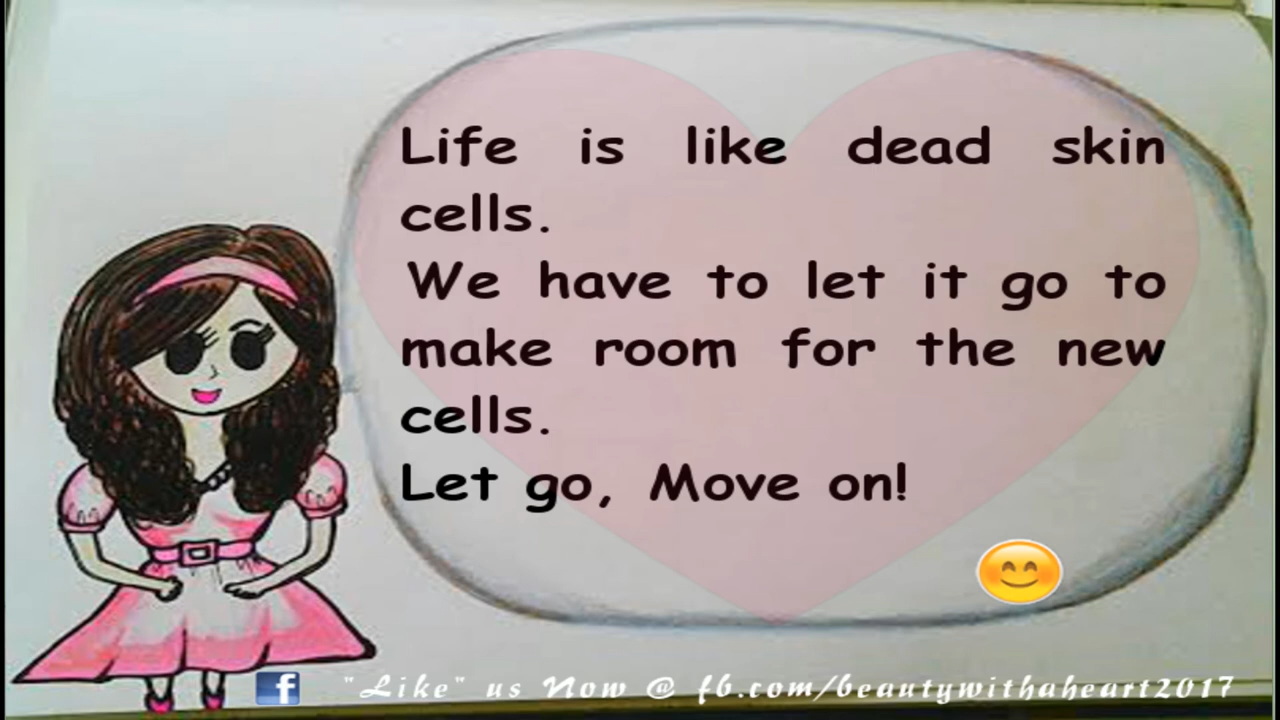 Life is like dead skin
cells.
We have to let it go to
make room for the new
cells.
Let go, Move on!
f "Like" us Now @ fb.com/beautywithaheart2017